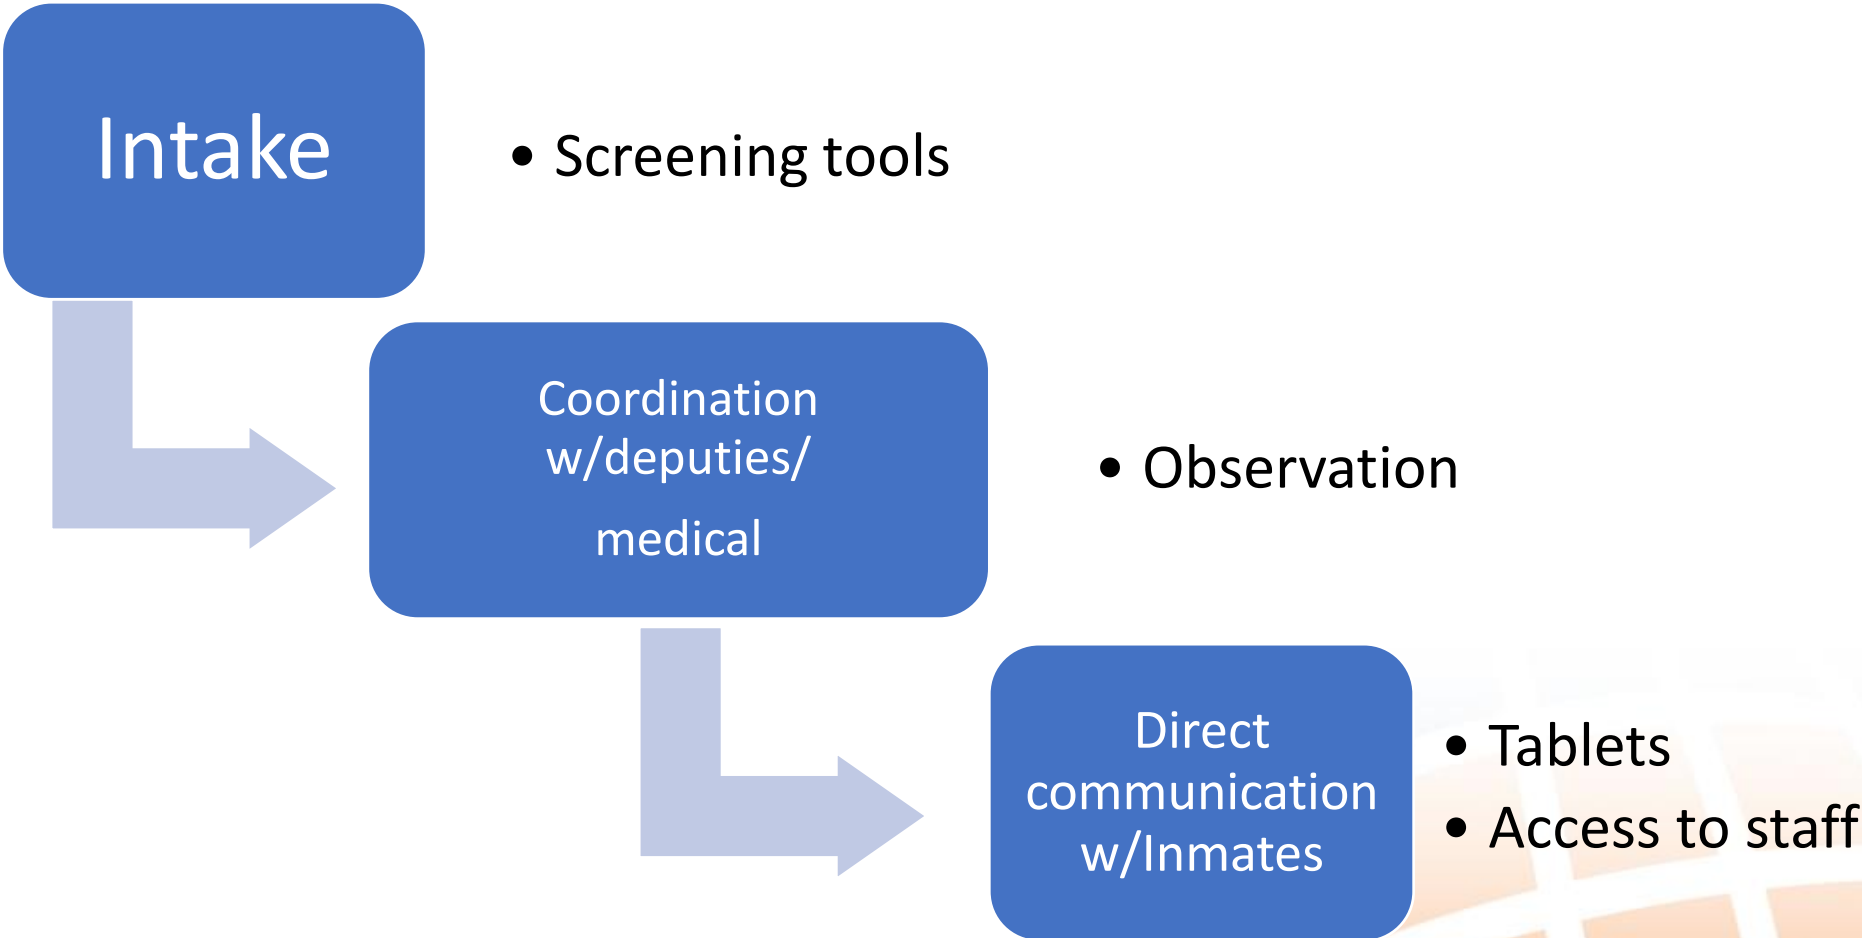 Intake
• Screening tools
Coordination
w/deputies/
medical
• Observation
Direct
communication
w/Inmates
• Tablets
• Access to staff